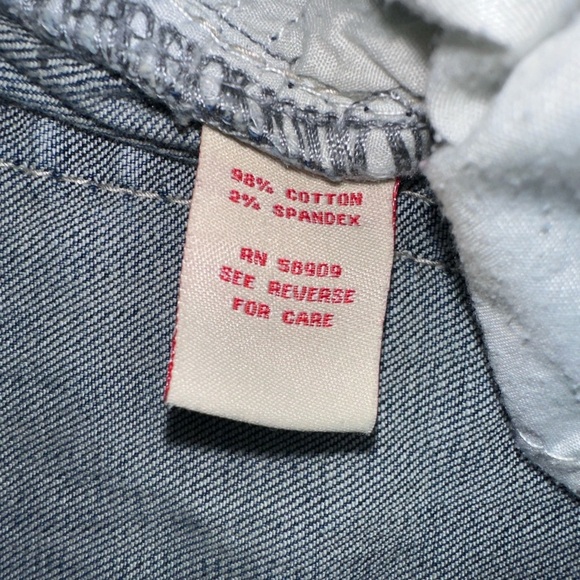 98% COTTON
2% SPANDEX
RN 58909
SEE REVERSE
FOR CARE